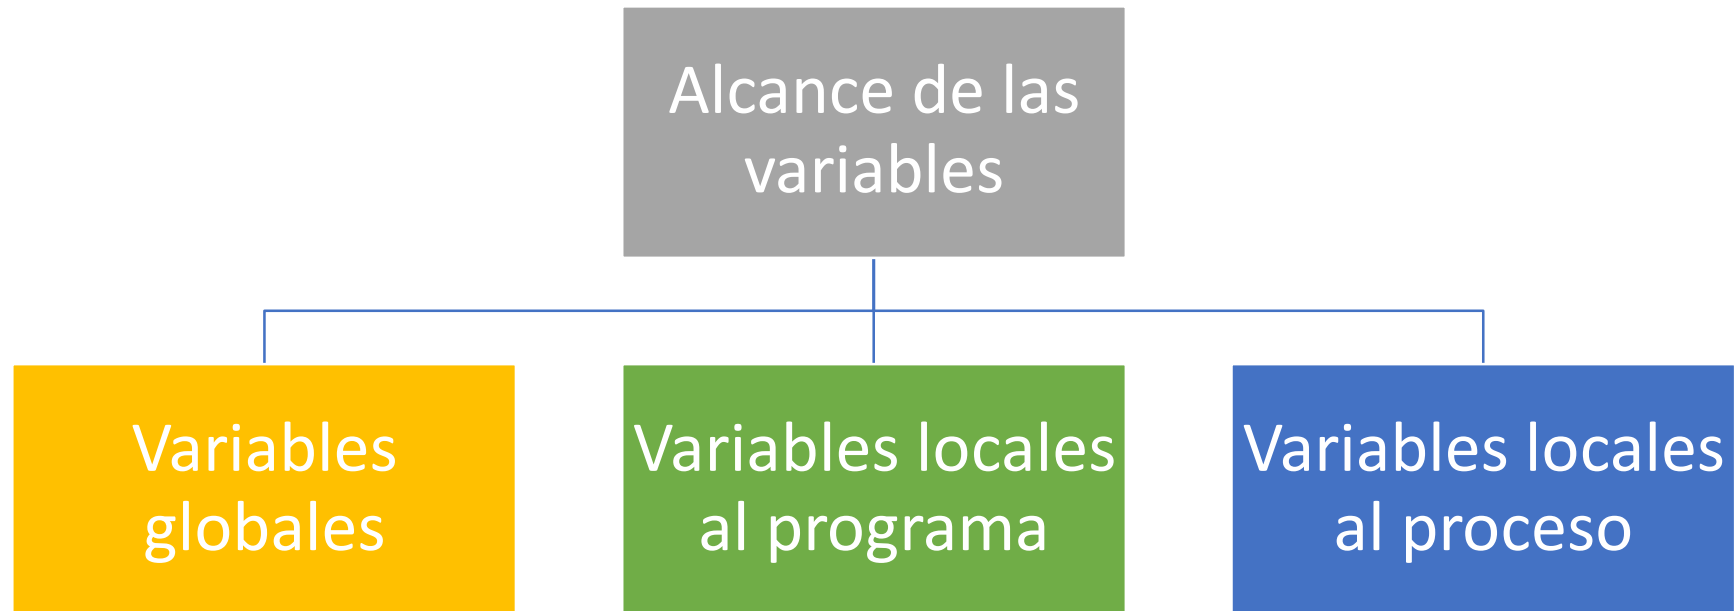 Alcance de las
variables
Variables
globales
Variables locales
al programa
Variables locales
al proceso